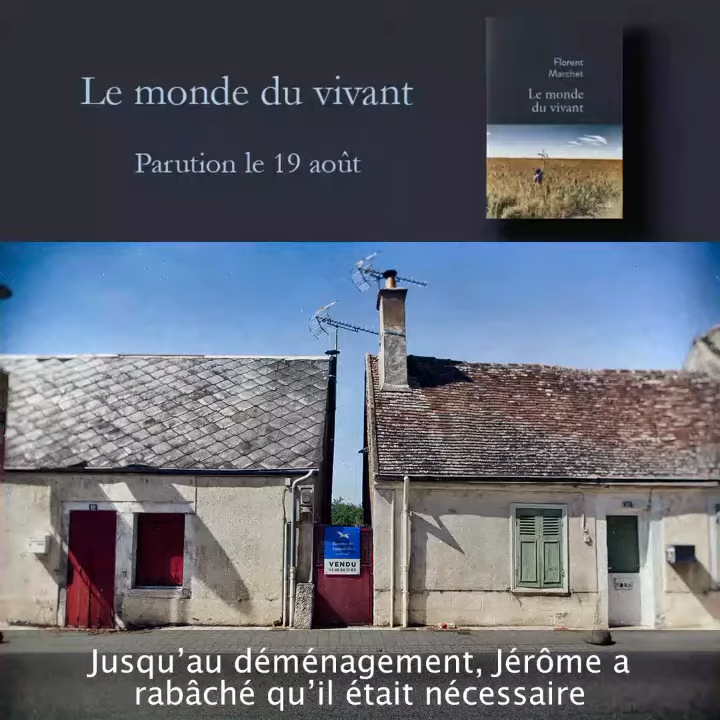 Le monde du vivant
Parution le 19 août
Florent
Marchet
Le monde
du vivant
VENDU
Jusqu'au déménagement, Jérôme a
rabâché qu'il était nécessaire